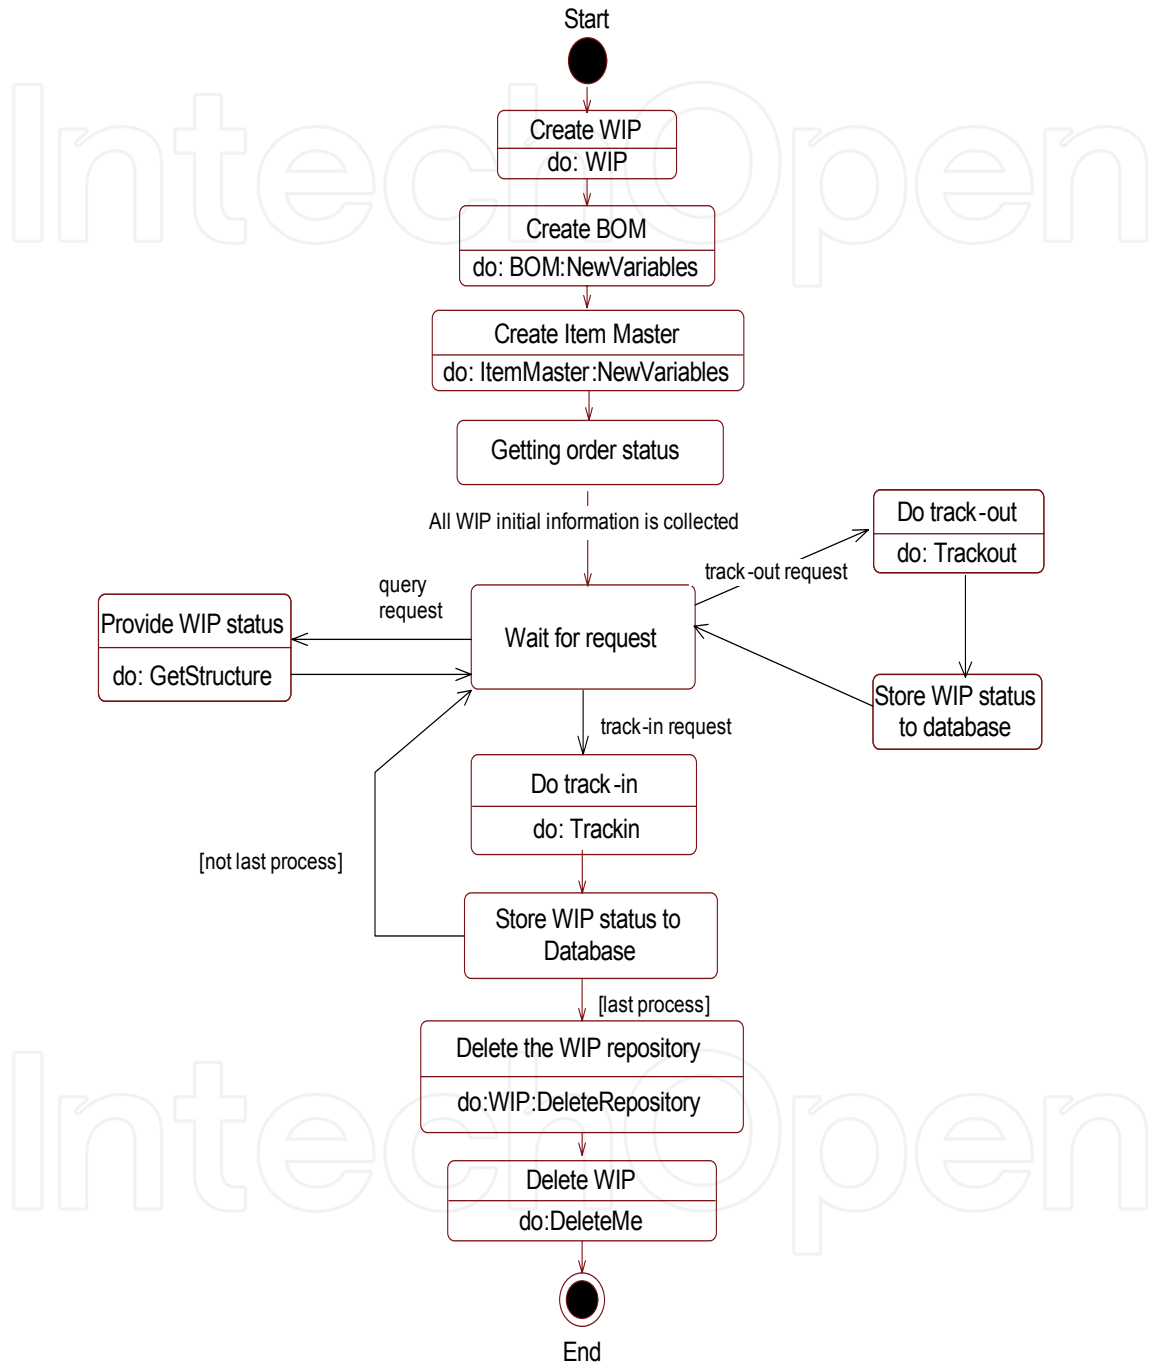 Start
IntechOpen
Create WIP
do: WIP
Create BOM
do: BOM:NewVariables
Create Item Master
do: ItemMaster:NewVariables
Getting order status
All WIP initial information is collected
Do track-out
do: Trackout
track-out request
query
request
Provide WIP status
do: GetStructure
Wait for request
Store WIP status
to database
track-in request
Do track-in
do: Trackin
[not last process]
Store WIP status to
Database
[last process]
Delete the WIP repository
do:WIP:DeleteRepository
IntechOpen
Delete WIP
do:DeleteMe
End